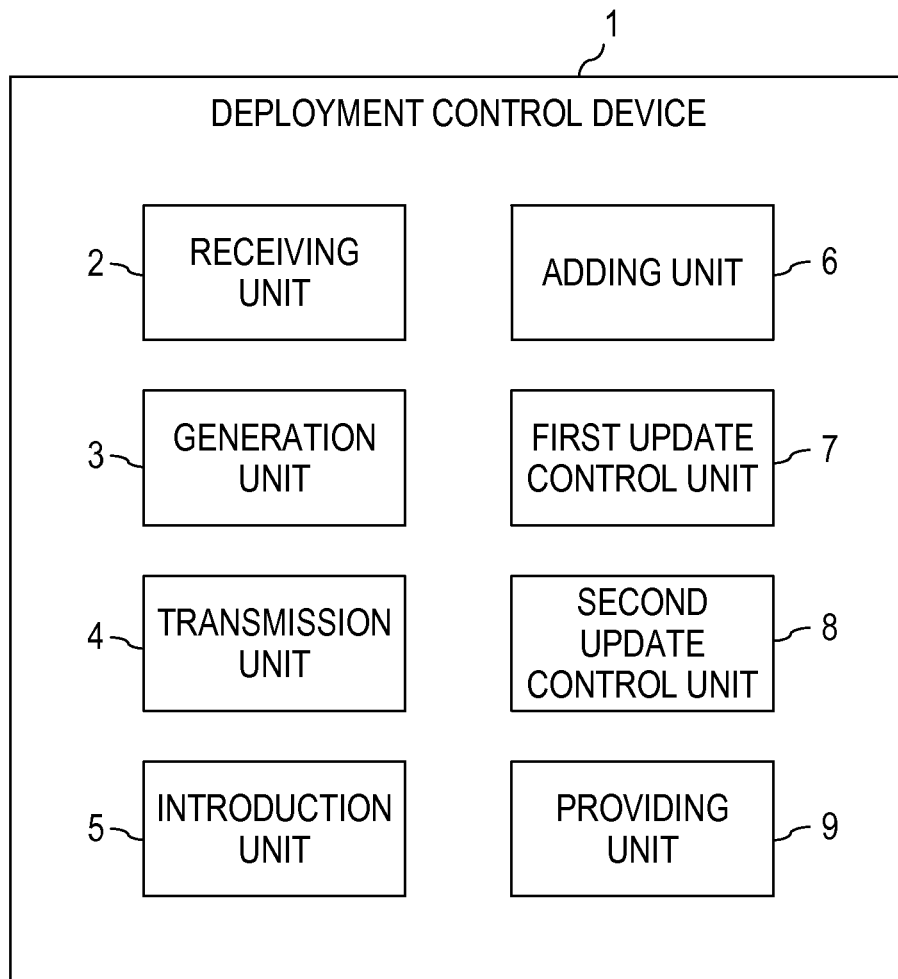 1
DEPLOYMENT CONTROL DEVICE
2
RECEIVING
UNIT
3
GENERATION
UNIT
4
TRANSMISSION
UNIT
5
INTRODUCTION
UNIT
ADDING UNIT
6
FIRST UPDATE
CONTROL UNIT
7
SECOND
UPDATE
CONTROL UNIT
8
PROVIDING
UNIT
9